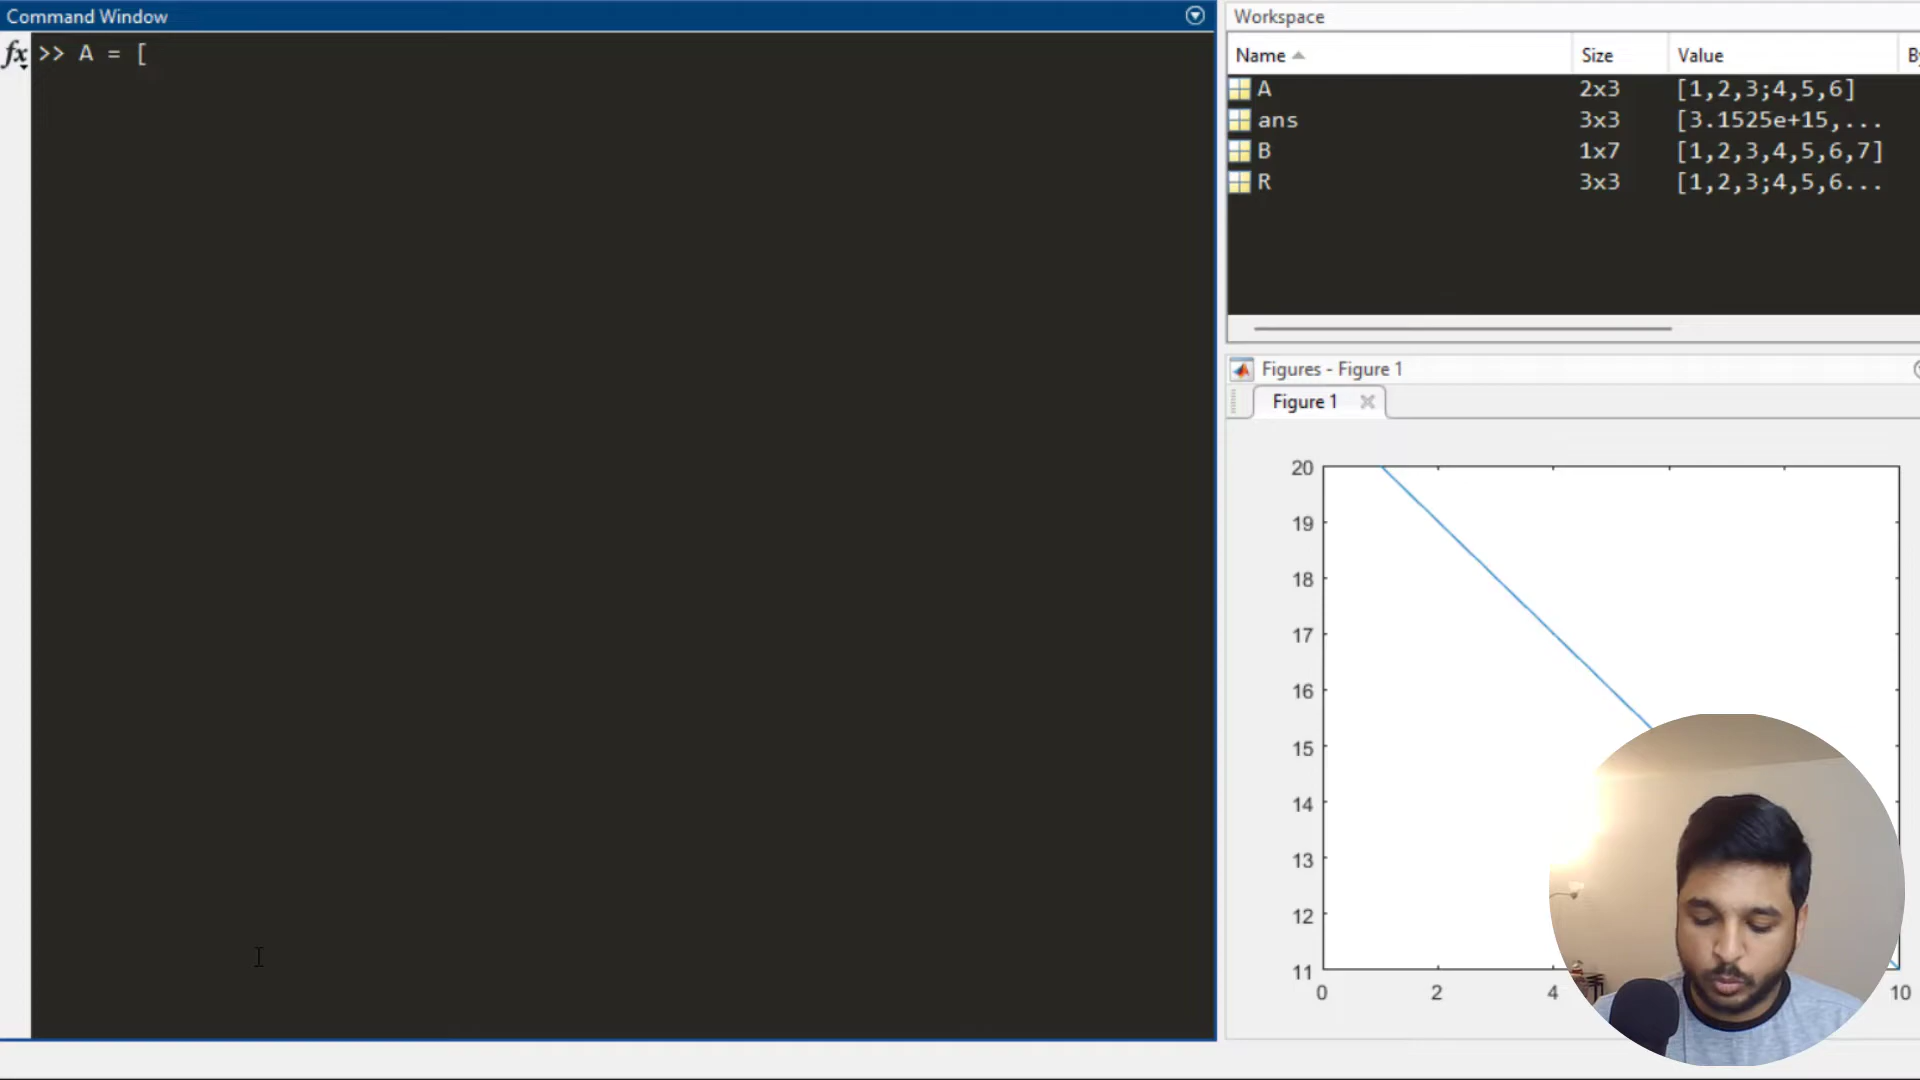 Command Window
fx >> A = [
Workspace
Name Size Value
A 2x3 [1,2,3;4,5,6]
ans 3x3 [3.1525e+15,...
B 1x7 [1,2,3,4,5,6,7]
R 3x3 [1,2,3;4,5,6...
Figures - Figure 1
Figure 1
20
19
18
17
16
15
14
13
12
11
0 2 4 10